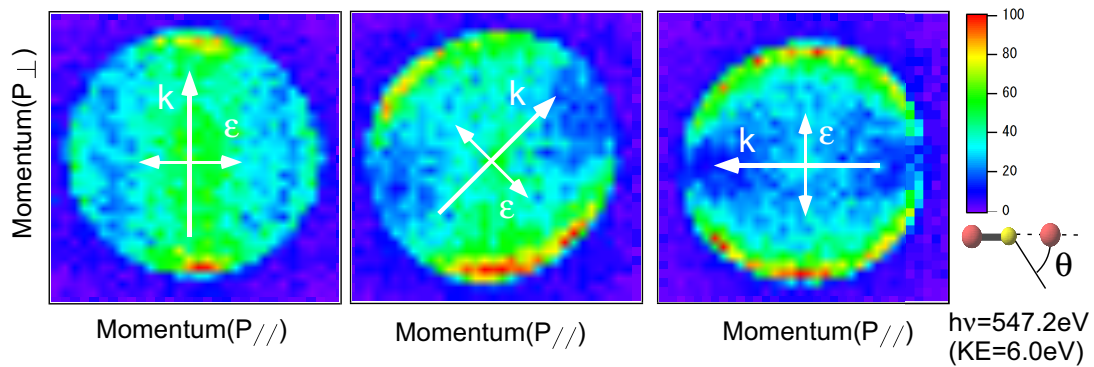 Momentum(P⊥)
k
ε
k
ε
k
ε
100
80
60
40
20
0
θ
Momentum(P//)
Momentum(P//)
Momentum(P//)
hν=547.2eV
(KE=6.0eV)